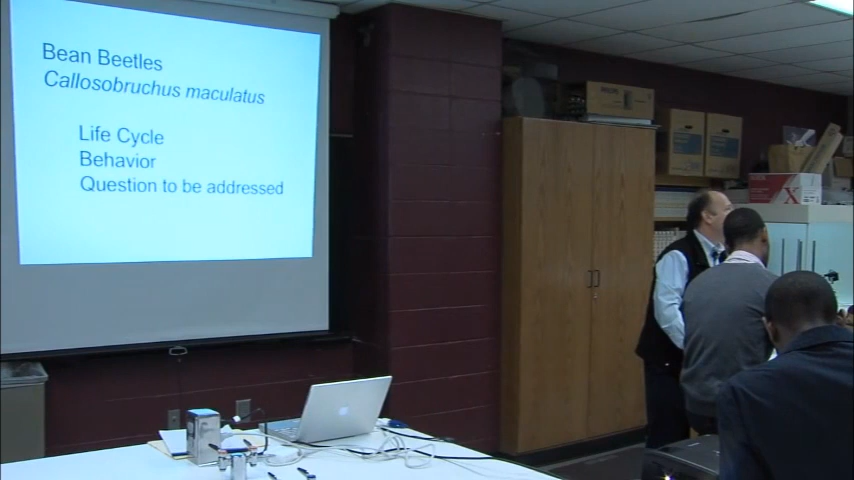 Bean Beetles
Callosobruchus maculatus
Life Cycle
Behavior
Question to be addressed